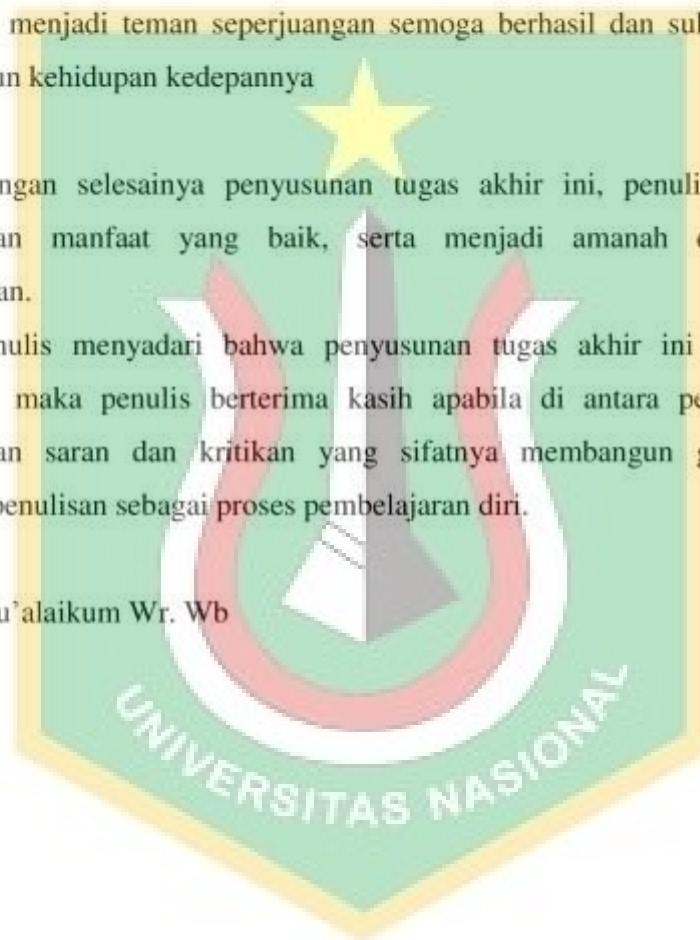 menjadi teman seperjuangan semoga berhasil dan su
un kehidupan kedepannya
ngan selesainya penyusunan tugas akhir ini, penuli
an manfaat yang baik, serta menjadi amanah
an.
nulis menyadari bahwa penyusunan tugas akhir ini
maka penulis berterima kasih apabila di antara pe
an saran dan kritikan yang sifatnya membangun g
penulisan sebagai proses pembelajaran diri.
u’alaikum Wr. Wb
UNIVERSITAS NASIONAL